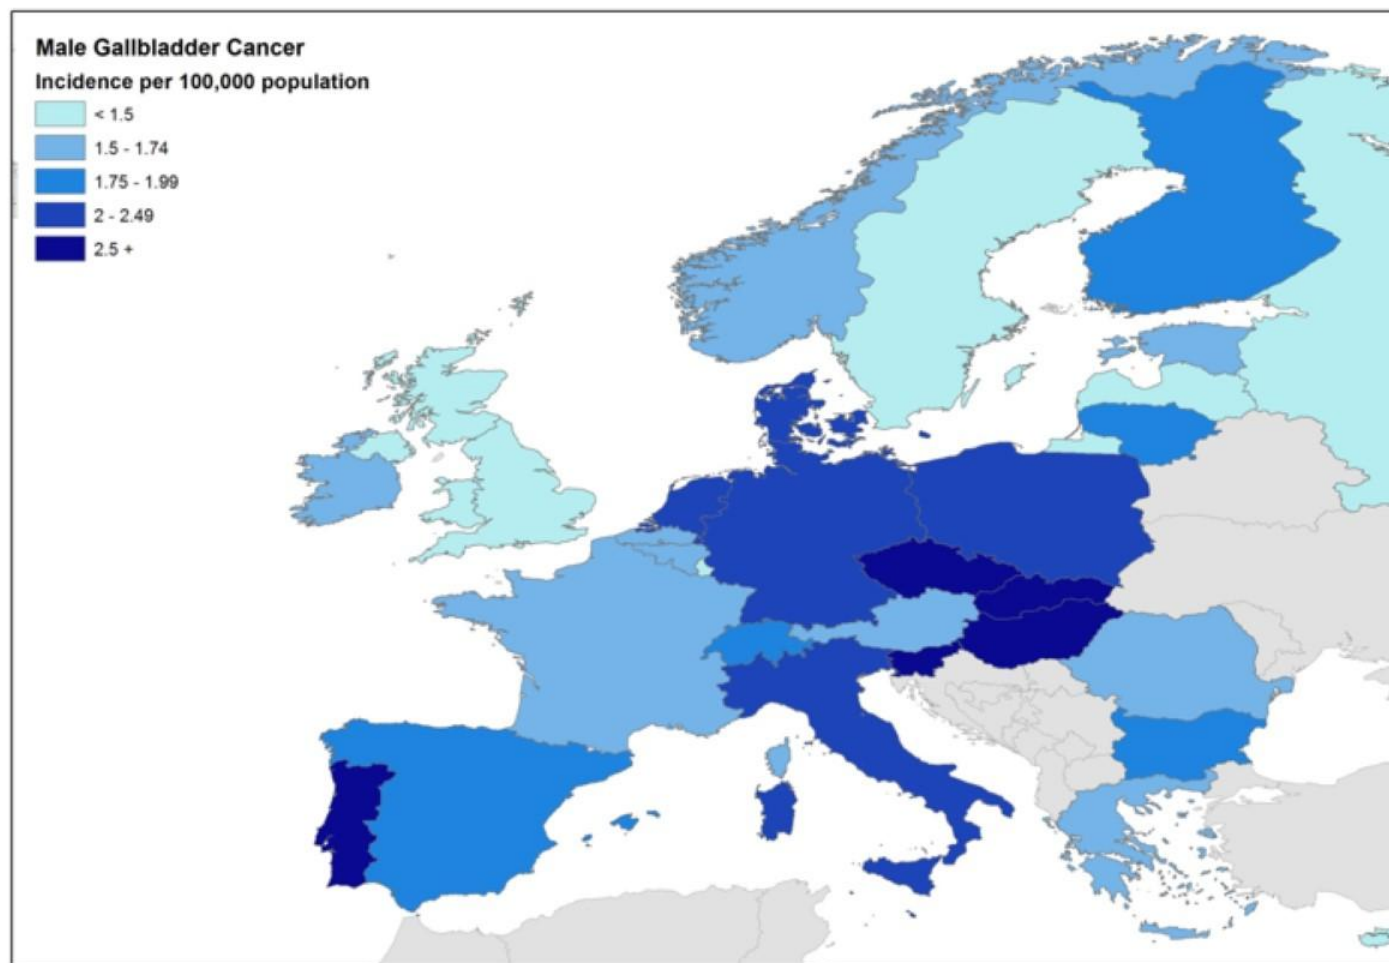 Male Gallbladder Cancer
Incidence per 100,000 population
< 1.5
1.5 - 1.74
1.75 - 1.99
2 - 2.49
2.5 +